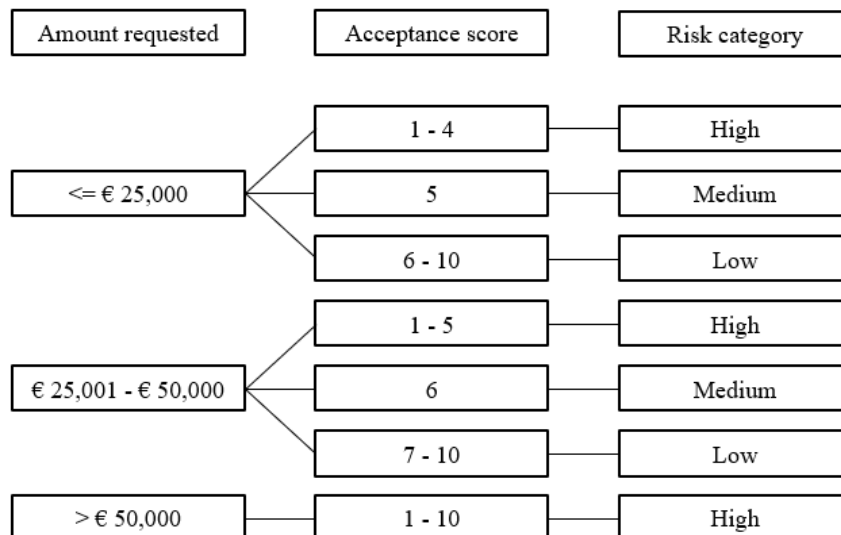 Amount requested Acceptance score Risk category
1 - 4 High
<= € 25,000 5 Medium
6 - 10 Low
1 - 5 High
€ 25,001 - € 50,000 6 Medium
7 - 10 Low
> € 50,000 1 - 10 High